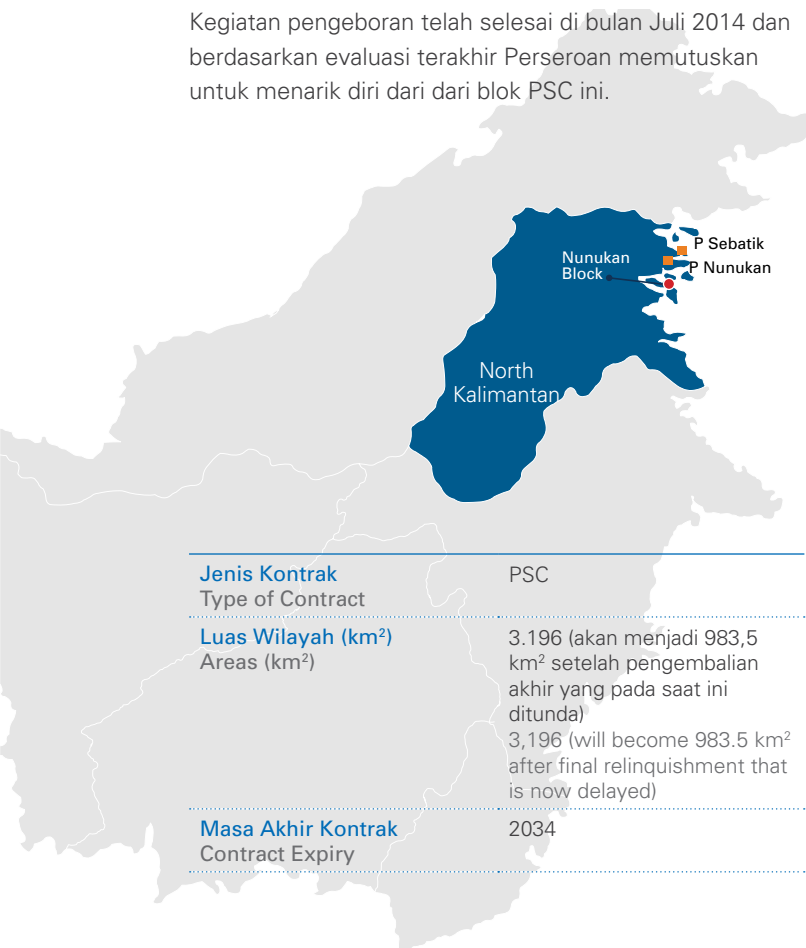 Kegiatan pengeboran telah selesai di bulan Juli 2014 dan
berdasarkan evaluasi terakhir Perseroan memutuskan
untuk menarik diri dari dari blok PSC ini.
P Sebatik
Nunukan
Block
P Nunukan
North
Kalimantan
Jenis Kontrak
Type of Contract
PSC
Luas Wilayah (km²)
Areas (km²)
3.196 (akan menjadi 983,5
km² setelah pengembalian
akhir yang pada saat ini
ditunda)
3,196 (will become 983.5 km²
after final relinquishment that
is now delayed)
Masa Akhir Kontrak
Contract Expiry
2034